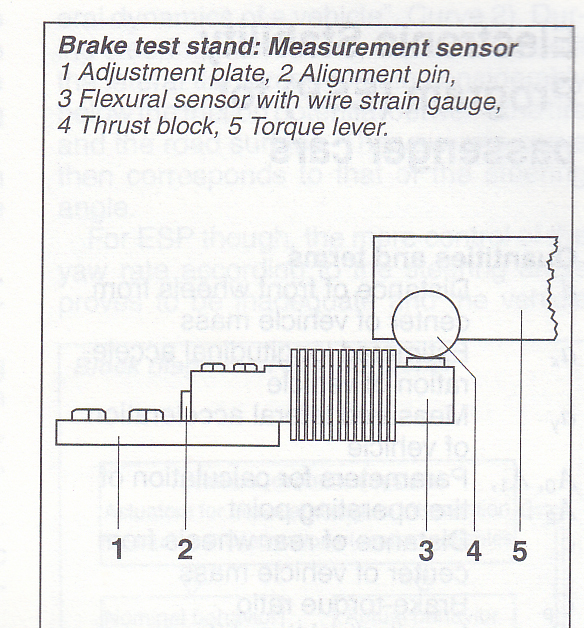 Brake test stand: Measurement sensor
1 Adjustment plate, 2 Alignment pin,
3 Flexural sensor with wire strain gauge,
4 Thrust block, 5 Torque lever.
1 2 3 4 5